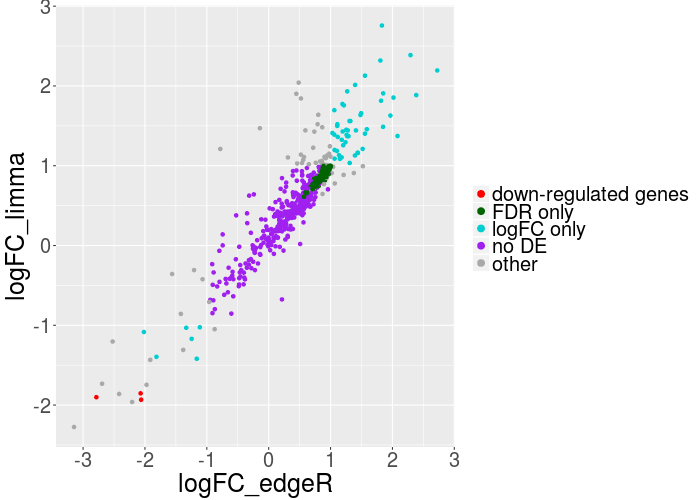 3
2
1
0
-1
-2
logFC_limma
-3
-2
-1
0
1
2
3
logFC_edgeR
down-regulated genes
FDR only
logFC only
no DE
other